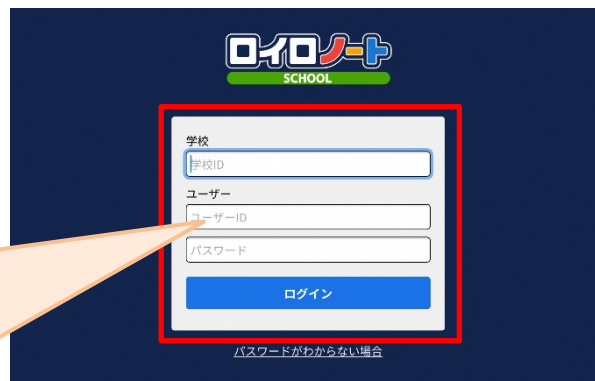 ロイロノート
SCHOOL
学校
学校ID
ユーザー
ユーザーID
パスワード
ログイン
パスワードがわからない場合